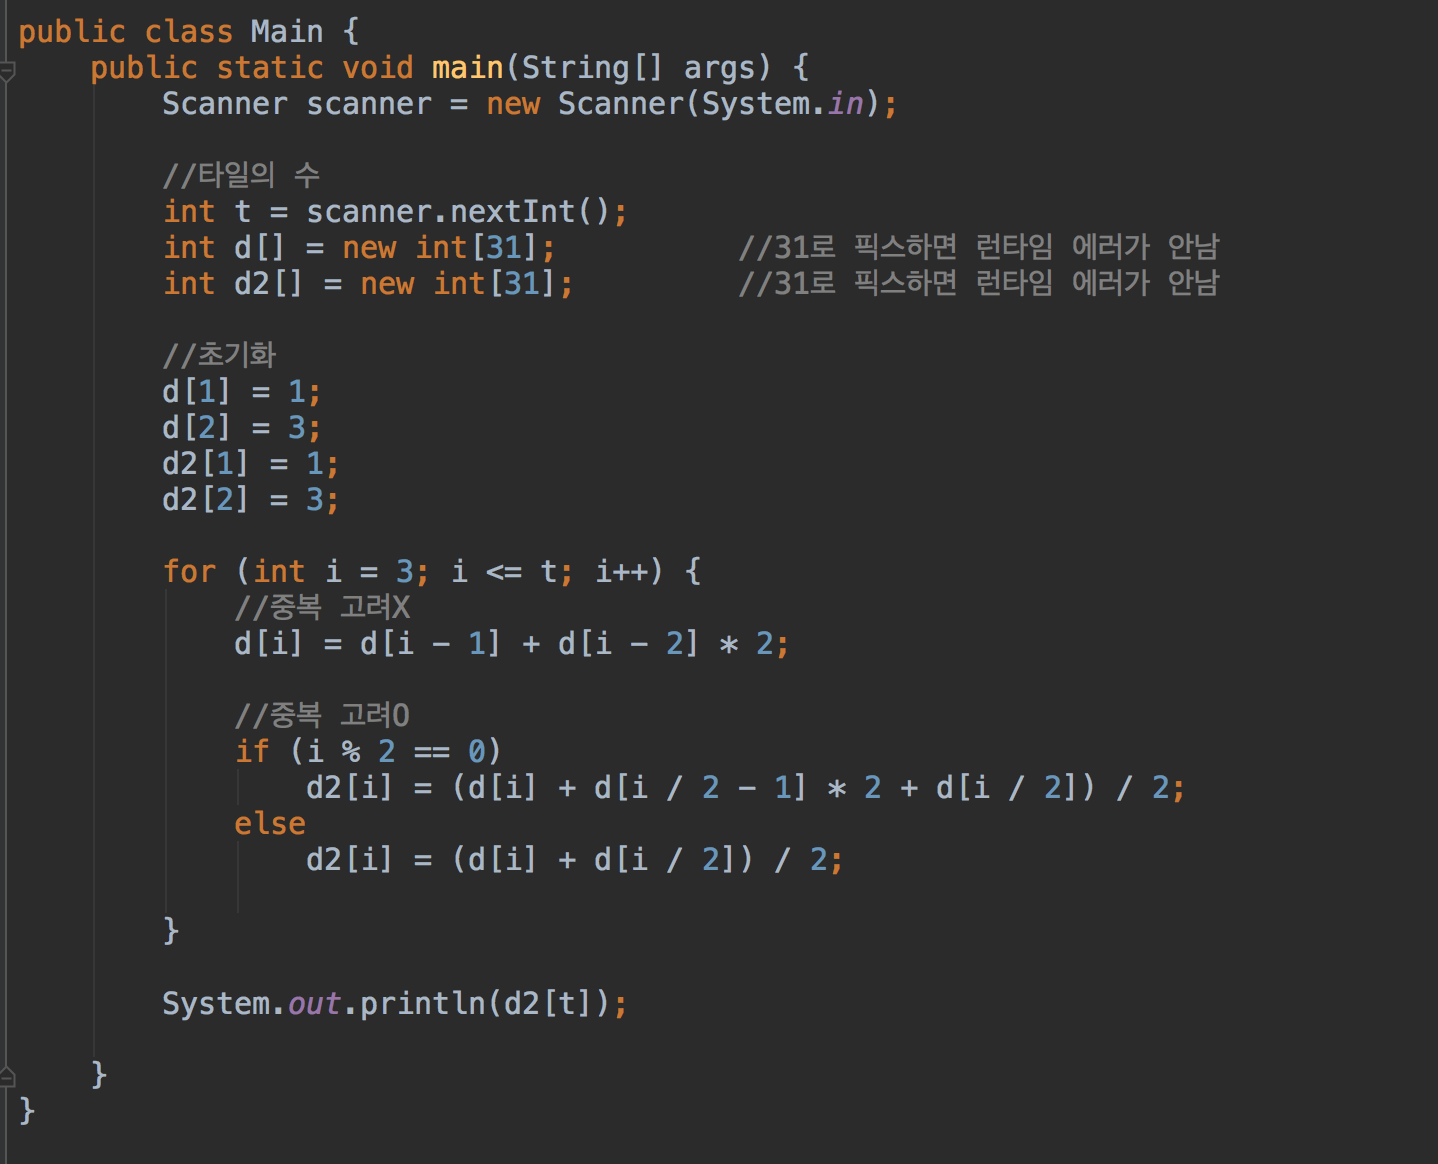 public class Main {
    public static void main(String[] args) {
        Scanner scanner = new Scanner(System.in);

        //타일의 수
        int t = scanner.nextInt();
        int d[] = new int[31];          //31로 픽스하면 런타임 에러가 안남
        int d2[] = new int[31];         //31로 픽스하면 런타임 에러가 안남

        //초기화
        d[1] = 1;
        d[2] = 3;
        d2[1] = 1;
        d2[2] = 3;

        for (int i = 3; i <= t; i++) {
            //중복 고려X
            d[i] = d[i - 1] + d[i - 2] * 2;

            //중복 고려O
            if (i % 2 == 0)
                d2[i] = (d[i] + d[i / 2 - 1] * 2 + d[i / 2]) / 2;
            else
                d2[i] = (d[i] + d[i / 2]) / 2;

        }

        System.out.println(d2[t]);

    }
}